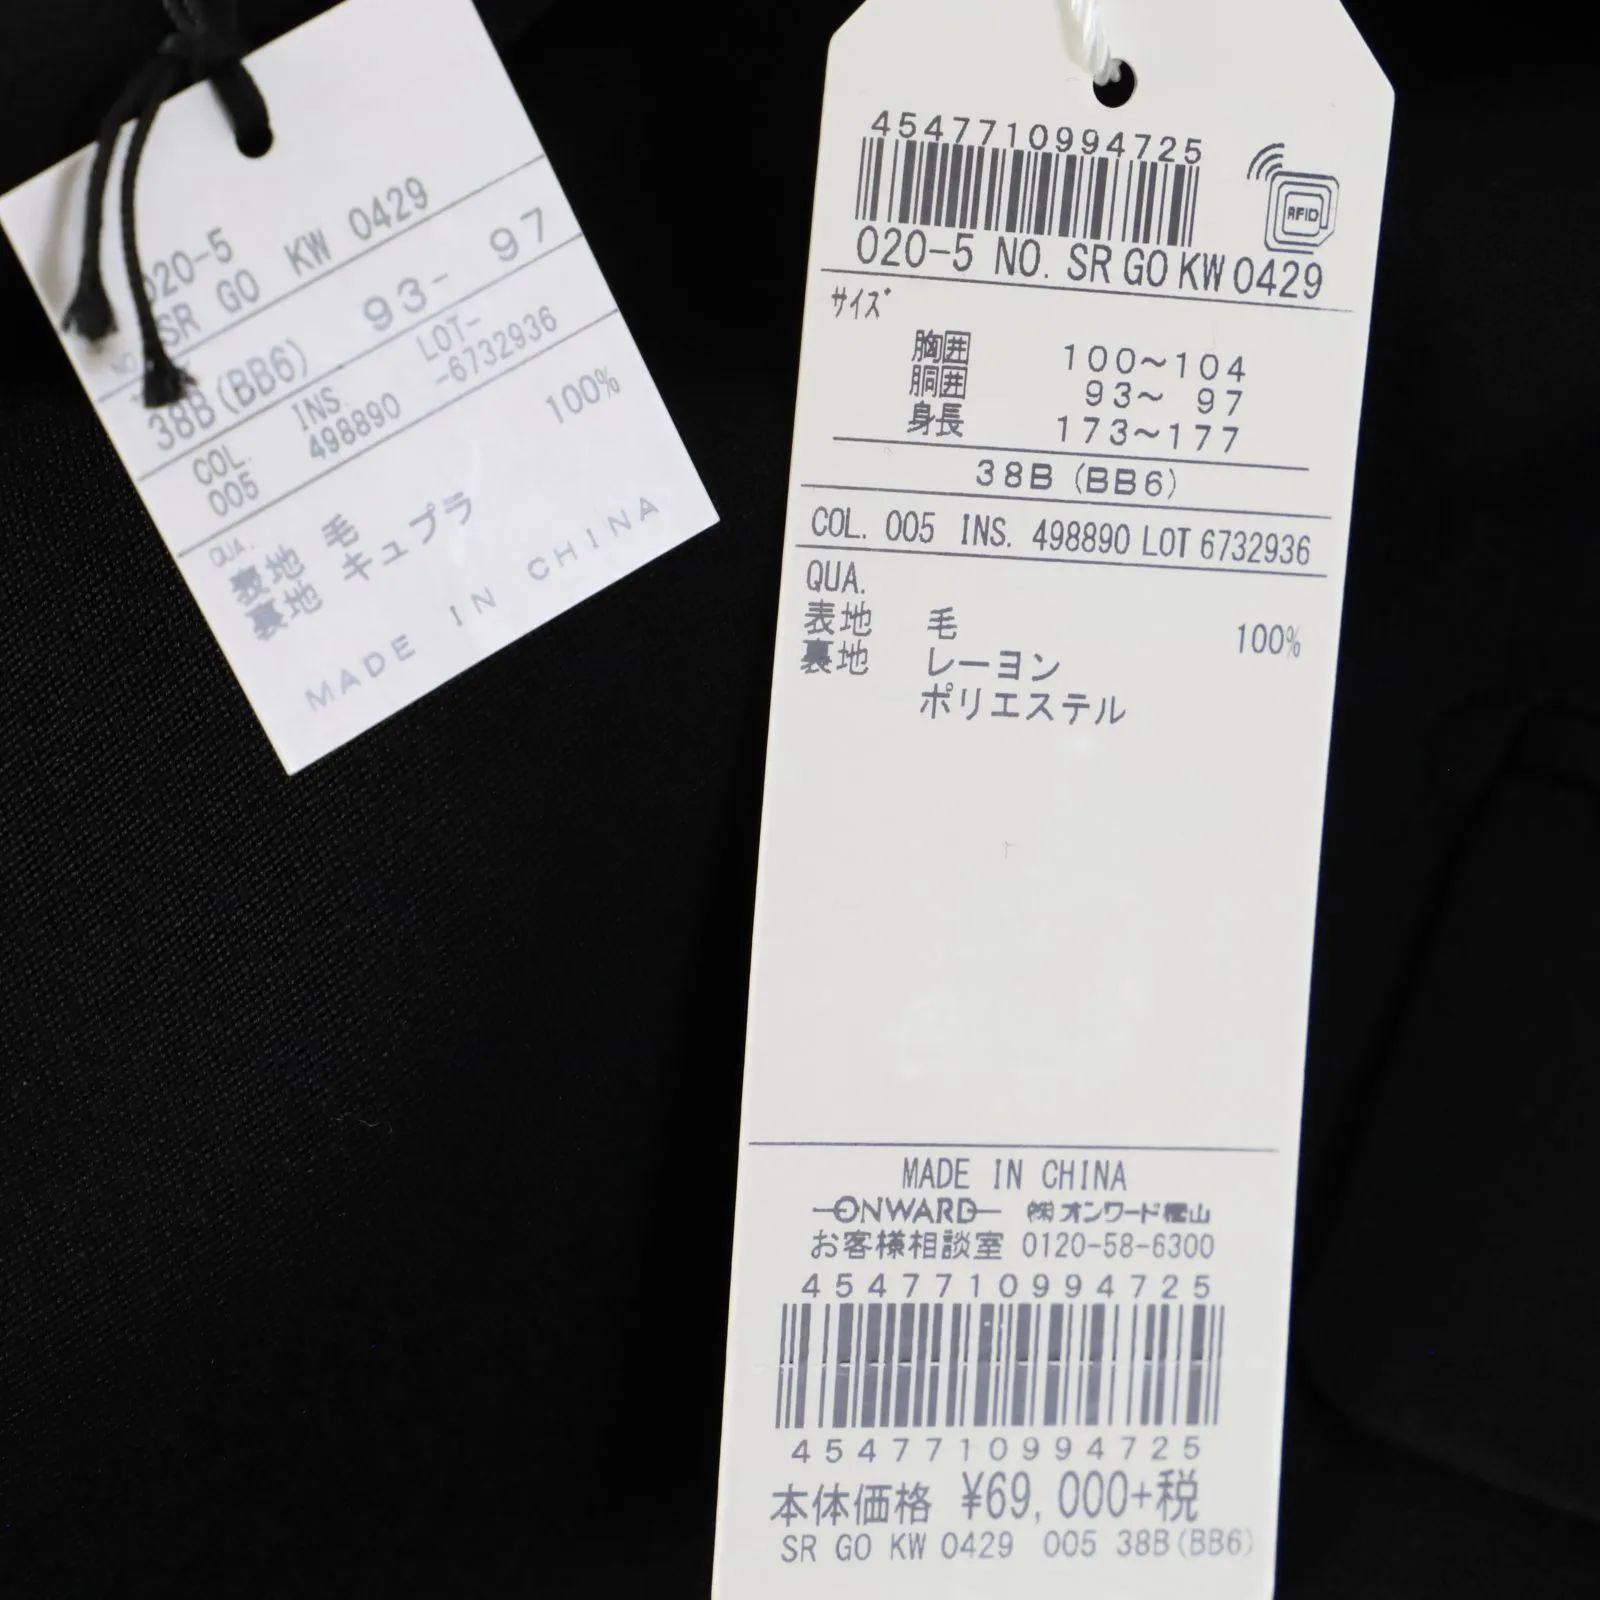 020-5
NO. SR GO KW 0429
93- 97
38B(BB6)
COL. INS. LOT-
005 498890 -6732936
QUA.
表地 毛 100%
裏地 キュプラ
MADE IN CHINA
4547710994725
RFID
020-5 NO. SR GO KW 0429
サイズ
胸囲 100~104
胴囲 93~ 97
身長 173~177
38B (BB6)
COL. 005 INS. 498890 LOT 6732936
QUA.
表地 毛 100%
裏地 レーヨン
ポリエステル
MADE IN CHINA
ONWARD ㈱オンワード樫山
お客様相談室 0120-58-6300
4547710994725
4547710994725
本体価格 ¥69,000+税
SR GO KW 0429 005 38B(BB6)